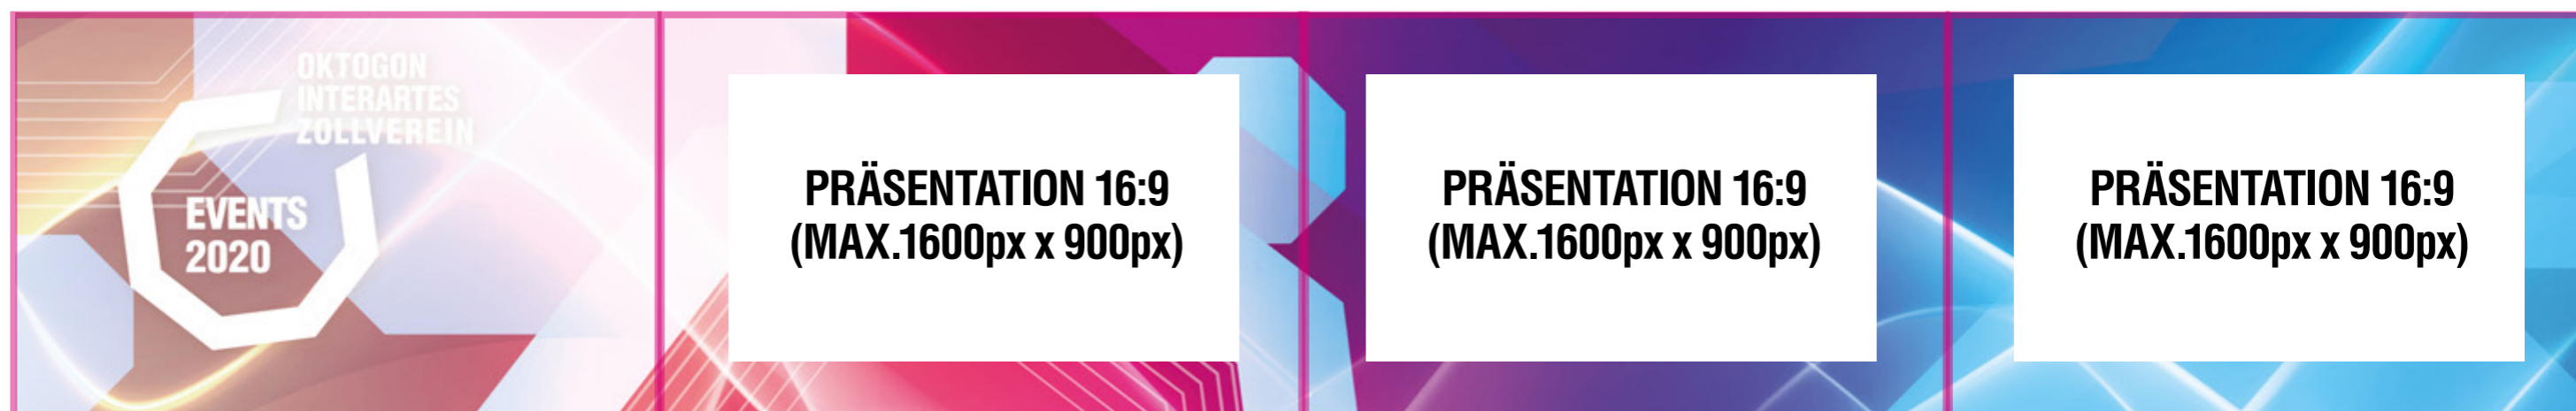 OKTOGON
INTERARTES
ZOLLVEREIN
EVENTS
2020
PRÄSENTATION 16:9
(MAX.1600px x 900px)
PRÄSENTATION 16:9
(MAX.1600px x 900px)
PRÄSENTATION 16:9
(MAX.1600px x 900px)